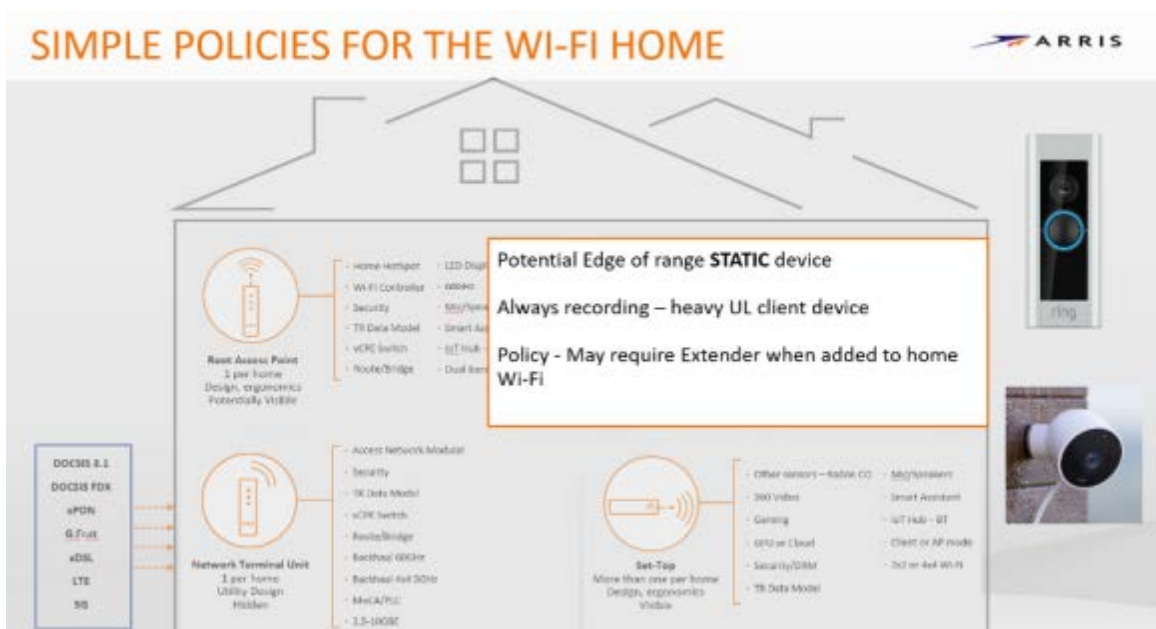 SIMPLE POLICIES FOR THE WI-FI HOME
ARRIS
Potential Edge of range STATIC device
Always recording – heavy UL client device
Policy - May require Extender when added to home
Wi-Fi
ring
- Home Hotspot
- Wi-Fi Controller
- Security
- TR Data Model
- vCPE Switch
- Route/Bridge
- LED
- 60GHz
- Smart
- IoT Hub -
- Dual
Root Access Point
1 per home
Design, ergonomics
Potentially Visible
DOCSIS 3.1
DOCSIS FDX
xPON
G.Fast
xDSL
LTE
5G
Network Terminal Unit
1 per home
Utility Design
Hidden
- Access Network Modular
- Security
- TR Data Model
- vCPE Switch
- Route/Bridge
- Backhaul 60GHz
- Backhaul 4x4 5GHz
- MoCA/PLC
- 2.5-10GBE
Set-Top
More than one per home
Design, ergonomics
Visible
- Other sensors – Radon CO
- 360 Video
- Gaming
- GPU or Cloud
- Security/DRM
- TR Data Model
- Mic/Speakers
- Smart Assistant
- IoT Hub – BT
- Client or AP mode
- 2x2 or 4x4 Wi-Fi